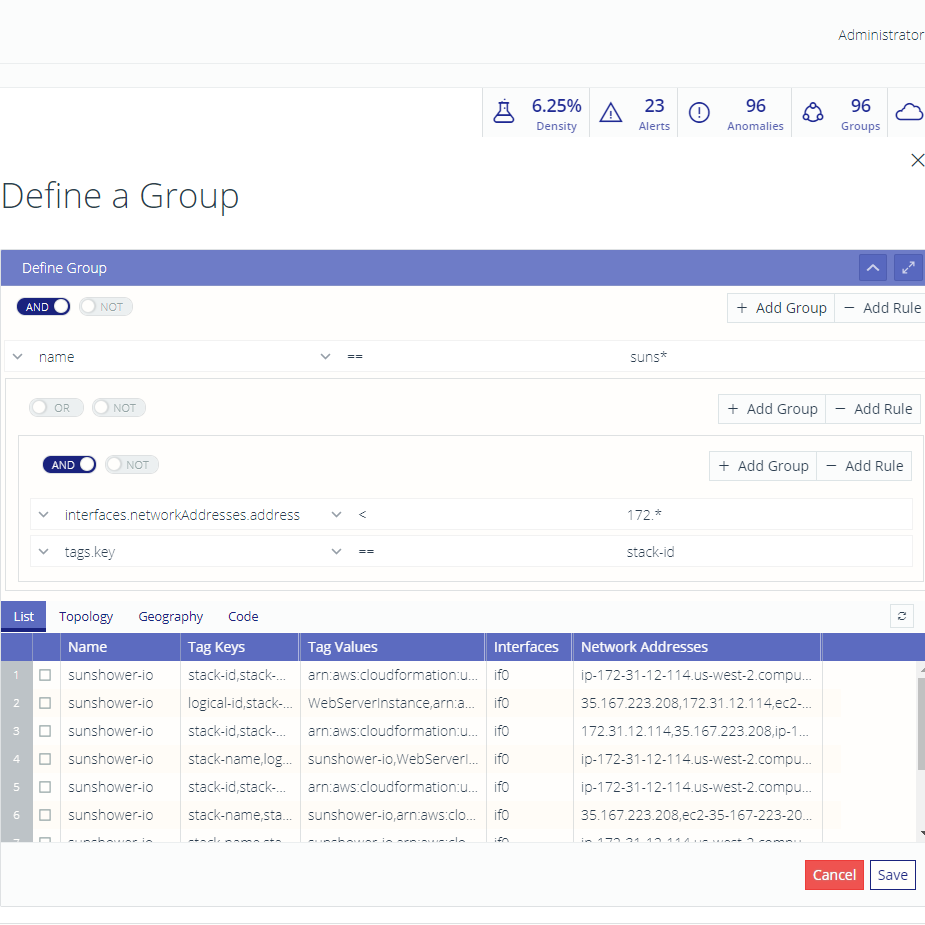 Administrator
6.25% 23 96 96
Density Alerts Anomalies Groups
Define a Group
Define Group
AND NOT + Add Group − Add Rule
name == suns*
OR NOT + Add Group − Add Rule
AND NOT + Add Group − Add Rule
interfaces.networkAddresses.address < 172.*
tags.key == stack-id
List Topology Geography Code
Name Tag Keys Tag Values Interfaces Network Addresses
1 sunshower-io stack-id,stack-... arn:aws:cloudformation:u... if0 ip-172-31-12-114.us-west-2.compu...
2 sunshower-io logical-id,stack-... WebServerInstance,arn:a... if0 35.167.223.208,172.31.12.114,ec2-...
3 sunshower-io stack-id,stack-... arn:aws:cloudformation:u... if0 172.31.12.114,35.167.223.208,ip-1...
4 sunshower-io stack-name,log... sunshower-io,WebServerI... if0 ip-172-31-12-114.us-west-2.compu...
5 sunshower-io stack-id,stack-... arn:aws:cloudformation:u... if0 ip-172-31-12-114.us-west-2.compu...
6 sunshower-io stack-name,sta... sunshower-io,arn:aws:clo... if0 35.167.223.208,ec2-35-167-223-20...
Cancel Save